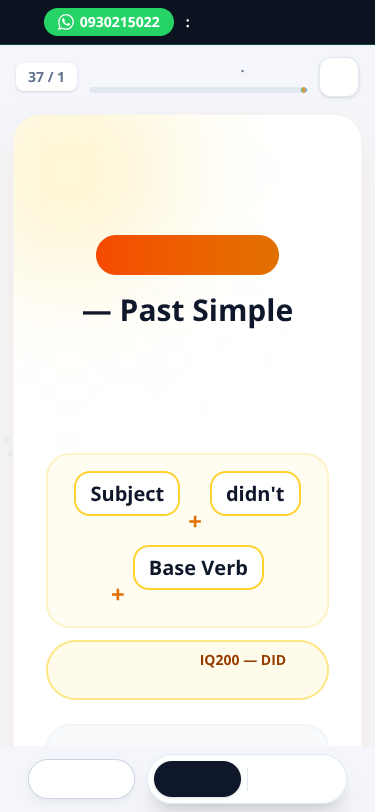 0930215022 :
37 / 1
— Past Simple
Subject
didn't
+
Base Verb
+
IQ200 — DID